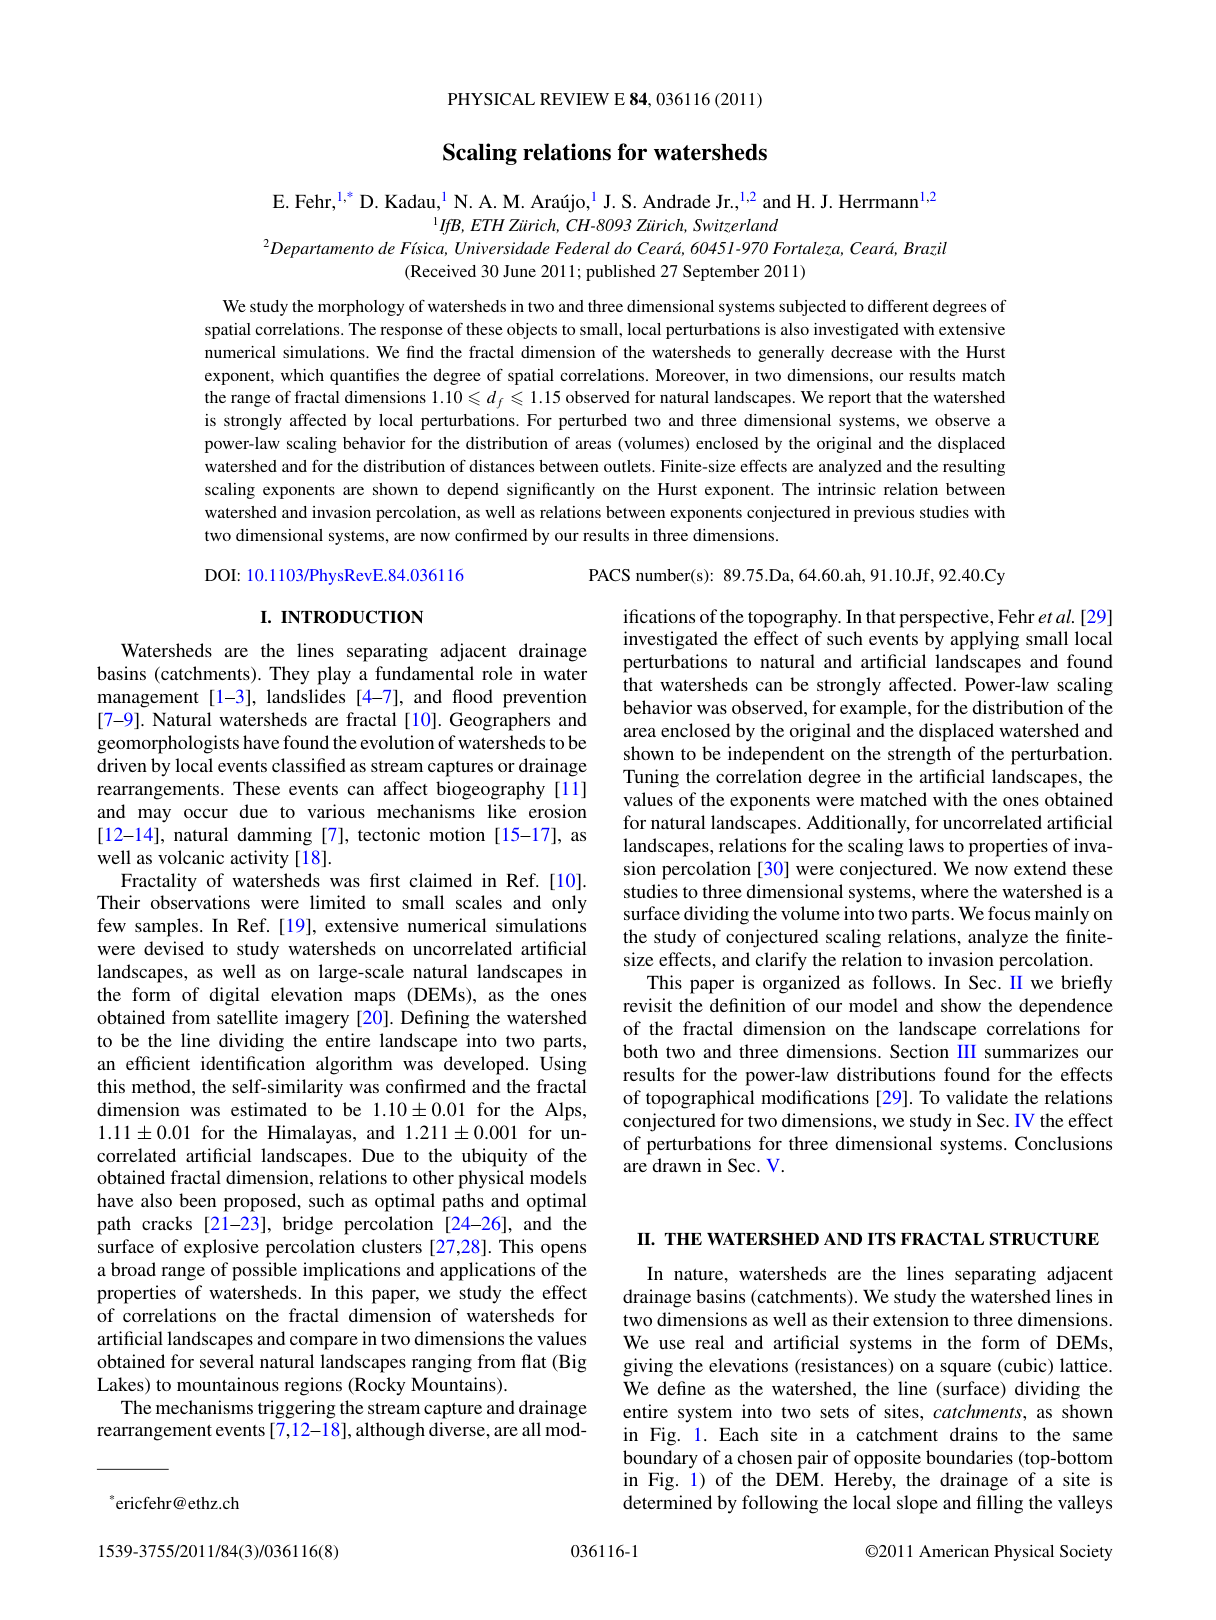 PHYSICAL REVIEW E 84, 036116 (2011)
Scaling relations for watersheds
E. Fehr,1,* D. Kadau,1 N. A. M. Araújo,1 J. S. Andrade Jr.,1,2 and H. J. Herrmann1,2
1IfB, ETH Zürich, CH-8093 Zürich, Switzerland
2Departamento de Física, Universidade Federal do Ceará, 60451-970 Fortaleza, Ceará, Brazil
(Received 30 June 2011; published 27 September 2011)
We study the morphology of watersheds in two and three dimensional systems subjected to different degrees of
spatial correlations. The response of these objects to small, local perturbations is also investigated with extensive
numerical simulations. We find the fractal dimension of the watersheds to generally decrease with the Hurst
exponent, which quantifies the degree of spatial correlations. Moreover, in two dimensions, our results match
the range of fractal dimensions 1.10 ⩽ df ⩽ 1.15 observed for natural landscapes. We report that the watershed
is strongly affected by local perturbations. For perturbed two and three dimensional systems, we observe a
power-law scaling behavior for the distribution of areas (volumes) enclosed by the original and the displaced
watershed and for the distribution of distances between outlets. Finite-size effects are analyzed and the resulting
scaling exponents are shown to depend significantly on the Hurst exponent. The intrinsic relation between
watershed and invasion percolation, as well as relations between exponents conjectured in previous studies with
two dimensional systems, are now confirmed by our results in three dimensions.
DOI: 10.1103/PhysRevE.84.036116
PACS number(s): 89.75.Da, 64.60.ah, 91.10.Jf, 92.40.Cy
I. INTRODUCTION
Watersheds are the lines separating adjacent drainage
basins (catchments). They play a fundamental role in water
management [1–3], landslides [4–7], and flood prevention
[7–9]. Natural watersheds are fractal [10]. Geographers and
geomorphologists have found the evolution of watersheds to be
driven by local events classified as stream captures or drainage
rearrangements. These events can affect biogeography [11]
and may occur due to various mechanisms like erosion
[12–14], natural damming [7], tectonic motion [15–17], as
well as volcanic activity [18].
Fractality of watersheds was first claimed in Ref. [10].
Their observations were limited to small scales and only
few samples. In Ref. [19], extensive numerical simulations
were devised to study watersheds on uncorrelated artificial
landscapes, as well as on large-scale natural landscapes in
the form of digital elevation maps (DEMs), as the ones
obtained from satellite imagery [20]. Defining the watershed
to be the line dividing the entire landscape into two parts,
an efficient identification algorithm was developed. Using
this method, the self-similarity was confirmed and the fractal
dimension was estimated to be 1.10 ± 0.01 for the Alps,
1.11 ± 0.01 for the Himalayas, and 1.211 ± 0.001 for un-
correlated artificial landscapes. Due to the ubiquity of the
obtained fractal dimension, relations to other physical models
have also been proposed, such as optimal paths and optimal
path cracks [21–23], bridge percolation [24–26], and the
surface of explosive percolation clusters [27,28]. This opens
a broad range of possible implications and applications of the
properties of watersheds. In this paper, we study the effect
of correlations on the fractal dimension of watersheds for
artificial landscapes and compare in two dimensions the values
obtained for several natural landscapes ranging from flat (Big
Lakes) to mountainous regions (Rocky Mountains).
The mechanisms triggering the stream capture and drainage
rearrangement events [7,12–18], although diverse, are all mod-
*ericfehr@ethz.ch
ifications of the topography. In that perspective, Fehr et al. [29]
investigated the effect of such events by applying small local
perturbations to natural and artificial landscapes and found
that watersheds can be strongly affected. Power-law scaling
behavior was observed, for example, for the distribution of the
area enclosed by the original and the displaced watershed and
shown to be independent on the strength of the perturbation.
Tuning the correlation degree in the artificial landscapes, the
values of the exponents were matched with the ones obtained
for natural landscapes. Additionally, for uncorrelated artificial
landscapes, relations for the scaling laws to properties of inva-
sion percolation [30] were conjectured. We now extend these
studies to three dimensional systems, where the watershed is a
surface dividing the volume into two parts. We focus mainly on
the study of conjectured scaling relations, analyze the finite-
size effects, and clarify the relation to invasion percolation.
This paper is organized as follows. In Sec. II we briefly
revisit the definition of our model and show the dependence
of the fractal dimension on the landscape correlations for
both two and three dimensions. Section III summarizes our
results for the power-law distributions found for the effects
of topographical modifications [29]. To validate the relations
conjectured for two dimensions, we study in Sec. IV the effect
of perturbations for three dimensional systems. Conclusions
are drawn in Sec. V.
II. THE WATERSHED AND ITS FRACTAL STRUCTURE
In nature, watersheds are the lines separating adjacent
drainage basins (catchments). We study the watershed lines in
two dimensions as well as their extension to three dimensions.
We use real and artificial systems in the form of DEMs,
giving the elevations (resistances) on a square (cubic) lattice.
We define as the watershed, the line (surface) dividing the
entire system into two sets of sites, catchments, as shown
in Fig. 1. Each site in a catchment drains to the same
boundary of a chosen pair of opposite boundaries (top-bottom
in Fig. 1) of the DEM. Hereby, the drainage of a site is
determined by following the local slope and filling the valleys
1539-3755/2011/84(3)/036116(8)
036116-1
©2011 American Physical Society